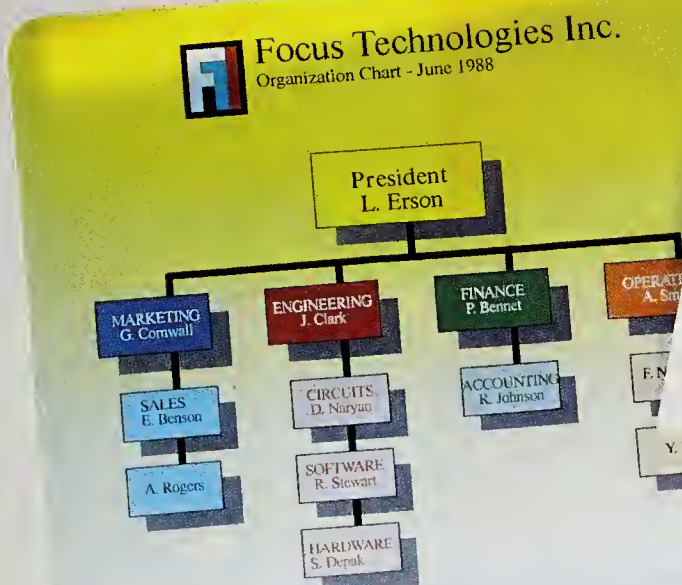 Focus Technologies Inc.
Organization Chart - June 1988
President
L. Erson
MARKETING
G. Cornwall
ENGINEERING
J. Clark
FINANCE
P. Bennet
A.
SALES
E. Benson
CIRCUITS
D. Naryan
ACCOUNTING
R. Johnson
F. N
A. Rogers
SOFTWARE
R. Stewart
Y.
HARDWARE
S. Depak